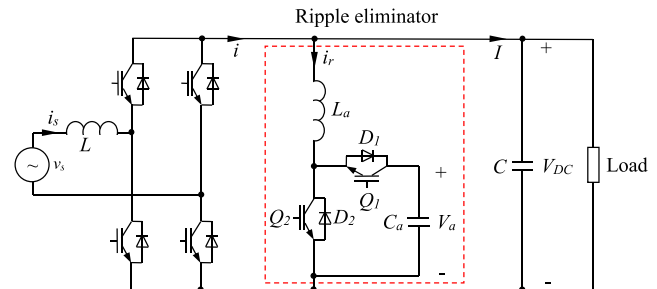 Ripple eliminator
i
i_r
I
+
i_s
L
L_a
D_1
~
v_s
+
C
V_DC
Load
Q_1
Q_2
D_2
C_a
V_a
-
-